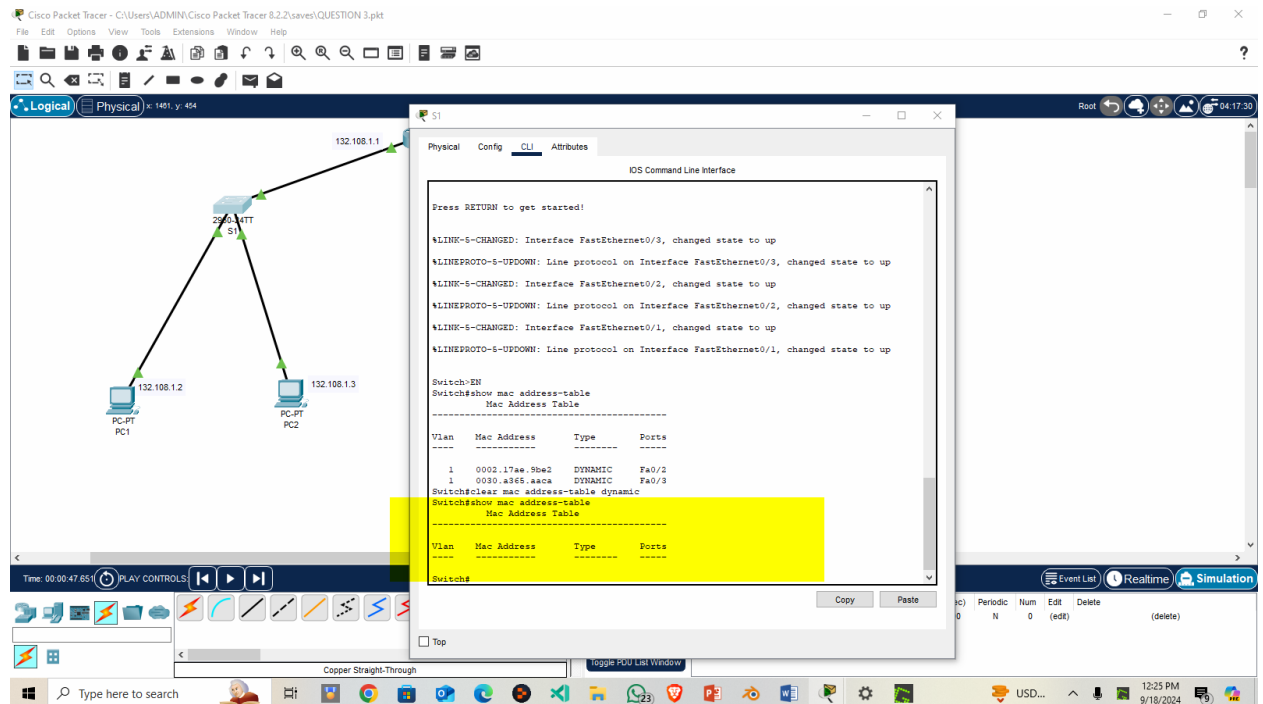 Cisco Packet Tracer - C:\Users\ADMIN\Cisco Packet Tracer 8.2.2\saves\QUESTION 3.pkt
File Edit Options View Tools Extensions Window Help
?
Logical Physical x: 1461, y: 454 Root 04:17:30
132.108.1.1
2960-24TT
S1
132.108.1.2
PC-PT
PC1
132.108.1.3
PC-PT
PC2
S1
Physical Config CLI Attributes
IOS Command Line Interface
Press RETURN to get started!
%LINK-5-CHANGED: Interface FastEthernet0/3, changed state to up
%LINEPROTO-5-UPDOWN: Line protocol on Interface FastEthernet0/3, changed state to up
%LINK-5-CHANGED: Interface FastEthernet0/2, changed state to up
%LINEPROTO-5-UPDOWN: Line protocol on Interface FastEthernet0/2, changed state to up
%LINK-5-CHANGED: Interface FastEthernet0/1, changed state to up
%LINEPROTO-5-UPDOWN: Line protocol on Interface FastEthernet0/1, changed state to up
Switch>EN
Switch#show mac address-table
Mac Address Table
-------------------------------------------
Vlan Mac Address Type Ports
---- ----------- -------- -----
1 0002.17ae.9be2 DYNAMIC Fa0/2
1 0030.a365.aaca DYNAMIC Fa0/3
Switch#clear mac address-table dynamic
Switch#show mac address-table
Mac Address Table
-------------------------------------------
Vlan Mac Address Type Ports
---- ----------- -------- -----
Switch#
Copy Paste
Top
Time: 00:00:47.651 PLAY CONTROLS: Event List Realtime Simulation
ec) Periodic Num Edit Delete
0 N 0 (edit) (delete)
Toggle PDU List Window
Copper Straight-Through
Type here to search
23
USD...
12:25 PM
9/18/2024
9